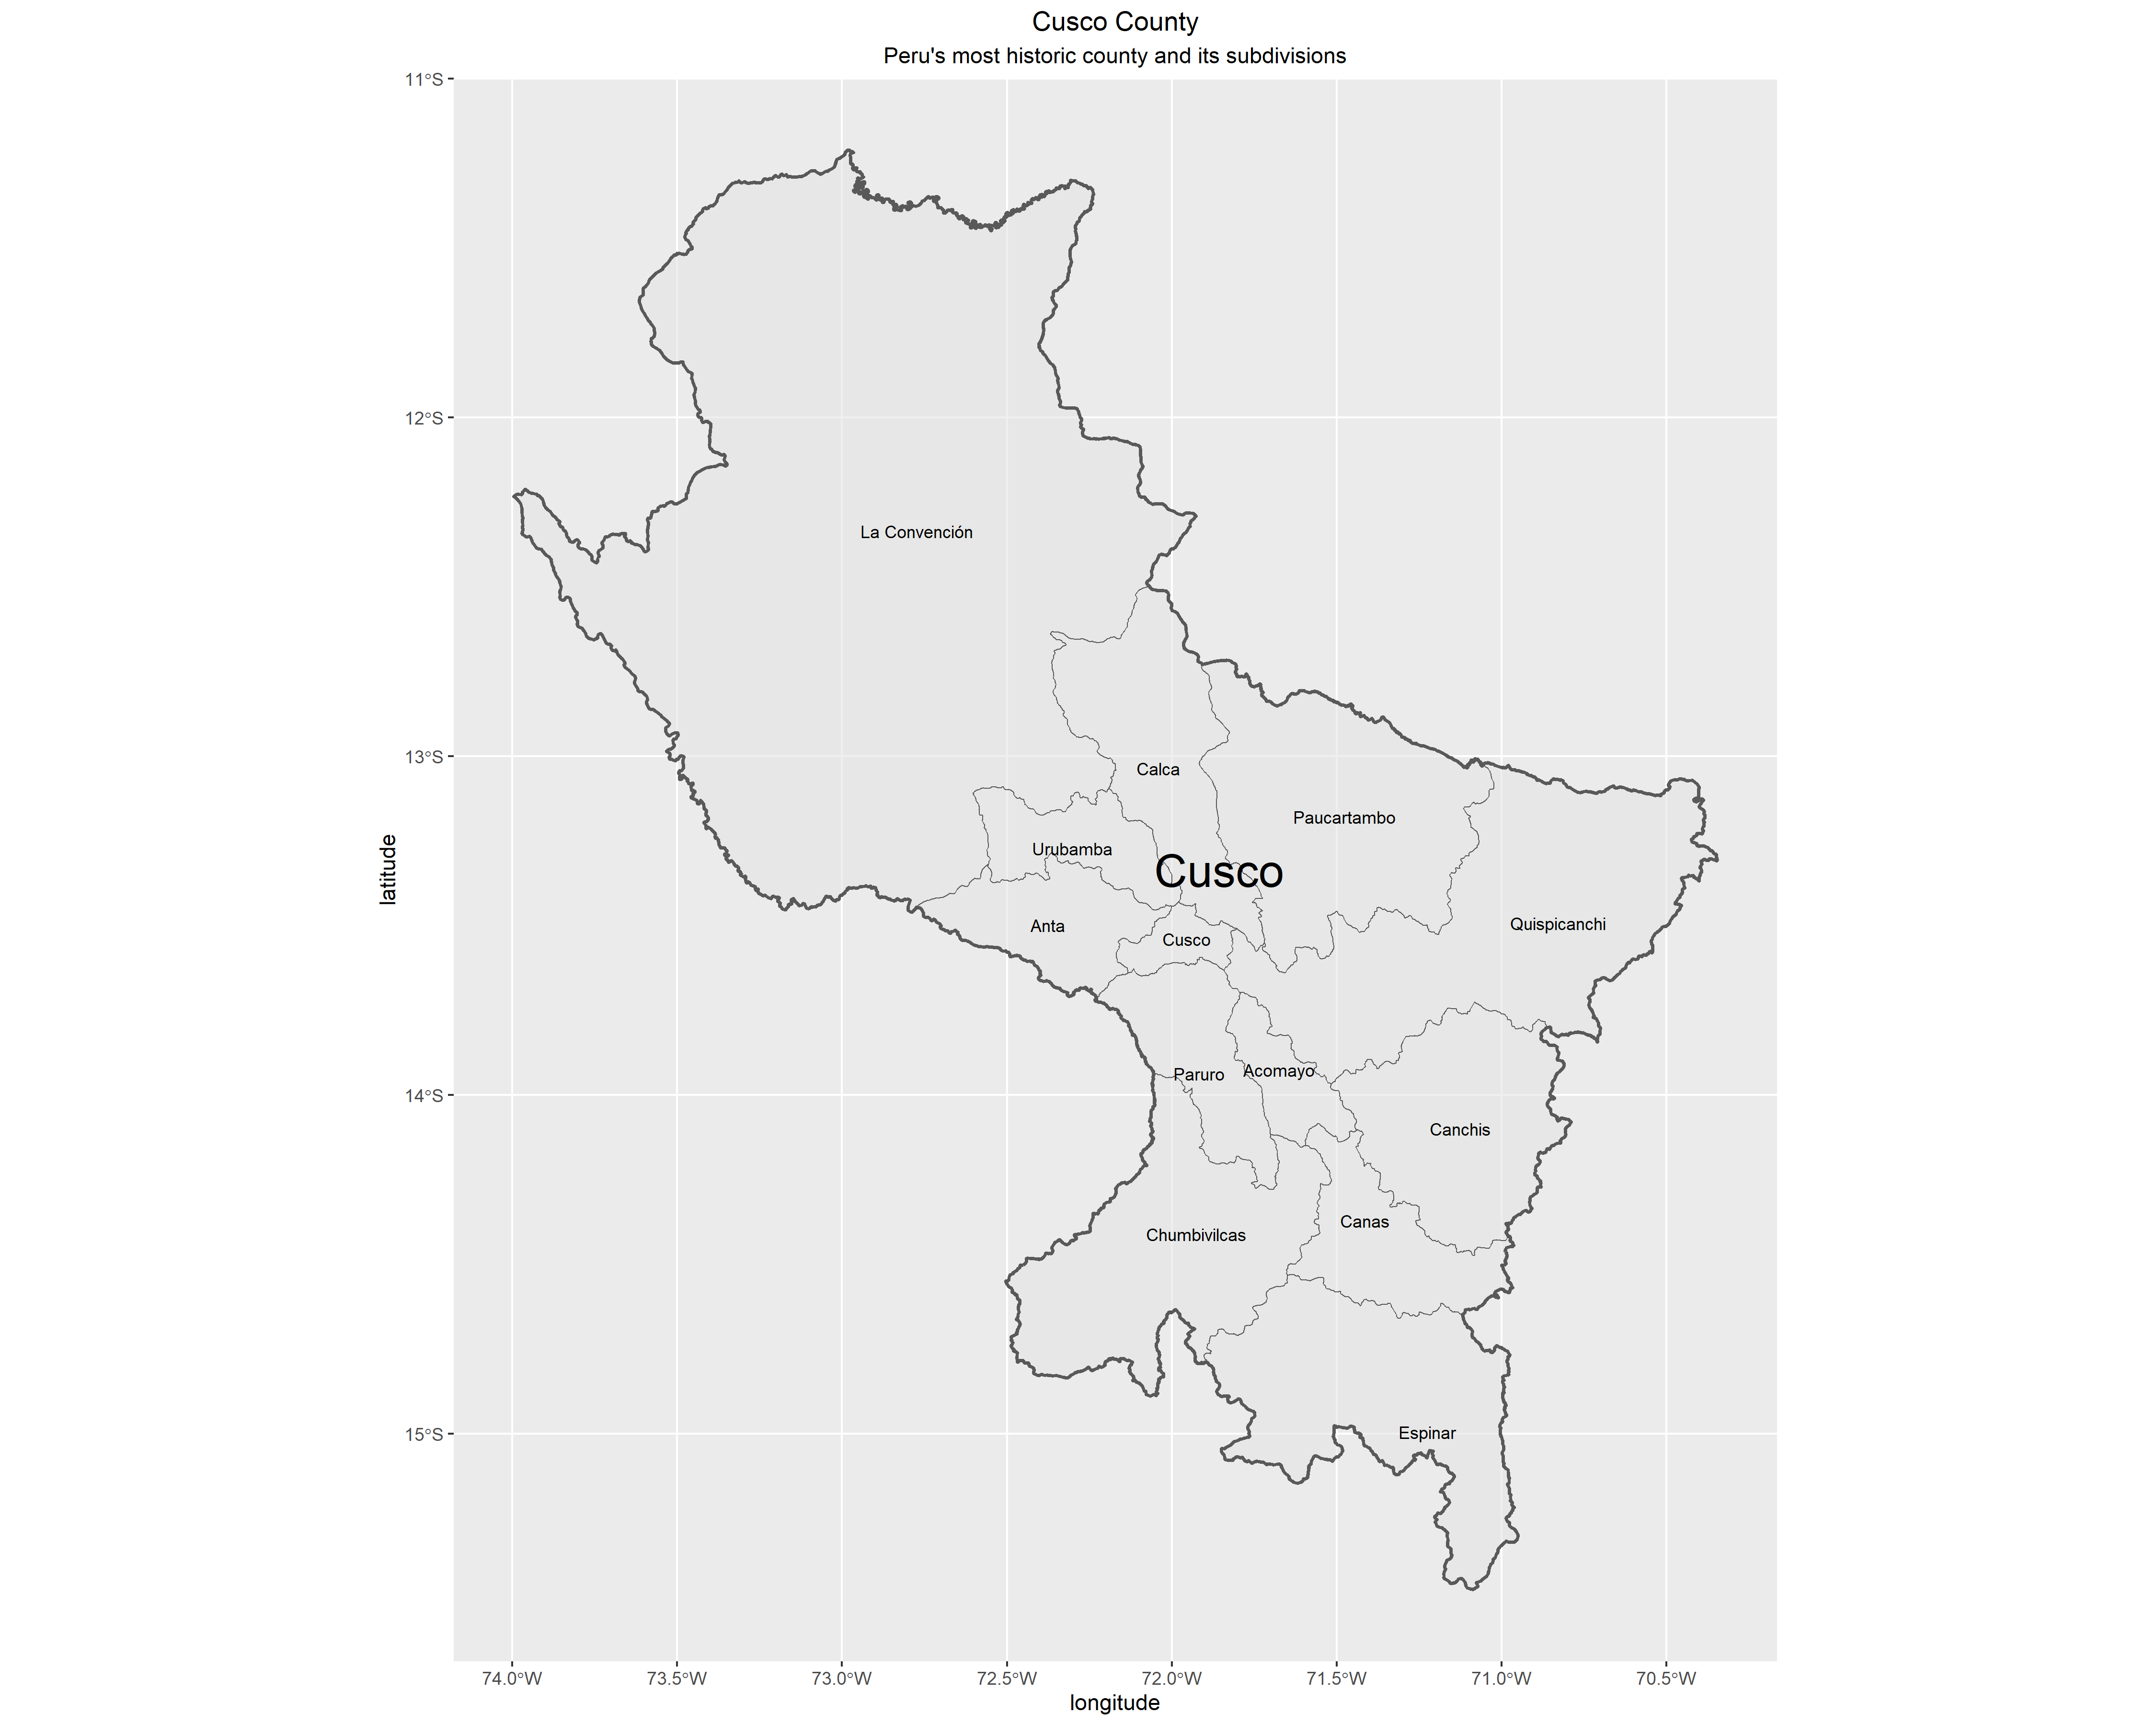 Cusco County
Peru's most historic county and its subdivisions
11°S
12°S
La Convención
13°S
Calca
Paucartambo
Urubamba
Cusco
latitude
Quispicanchi
Anta
Cusco
Acomayo
Paruro
14°S
Canchis
Canas
Chumbivilcas
15°S
Espinar
74.0°W 73.5°W 73.0°W 72.5°W 72.0°W 71.5°W 71.0°W 70.5°W
longitude